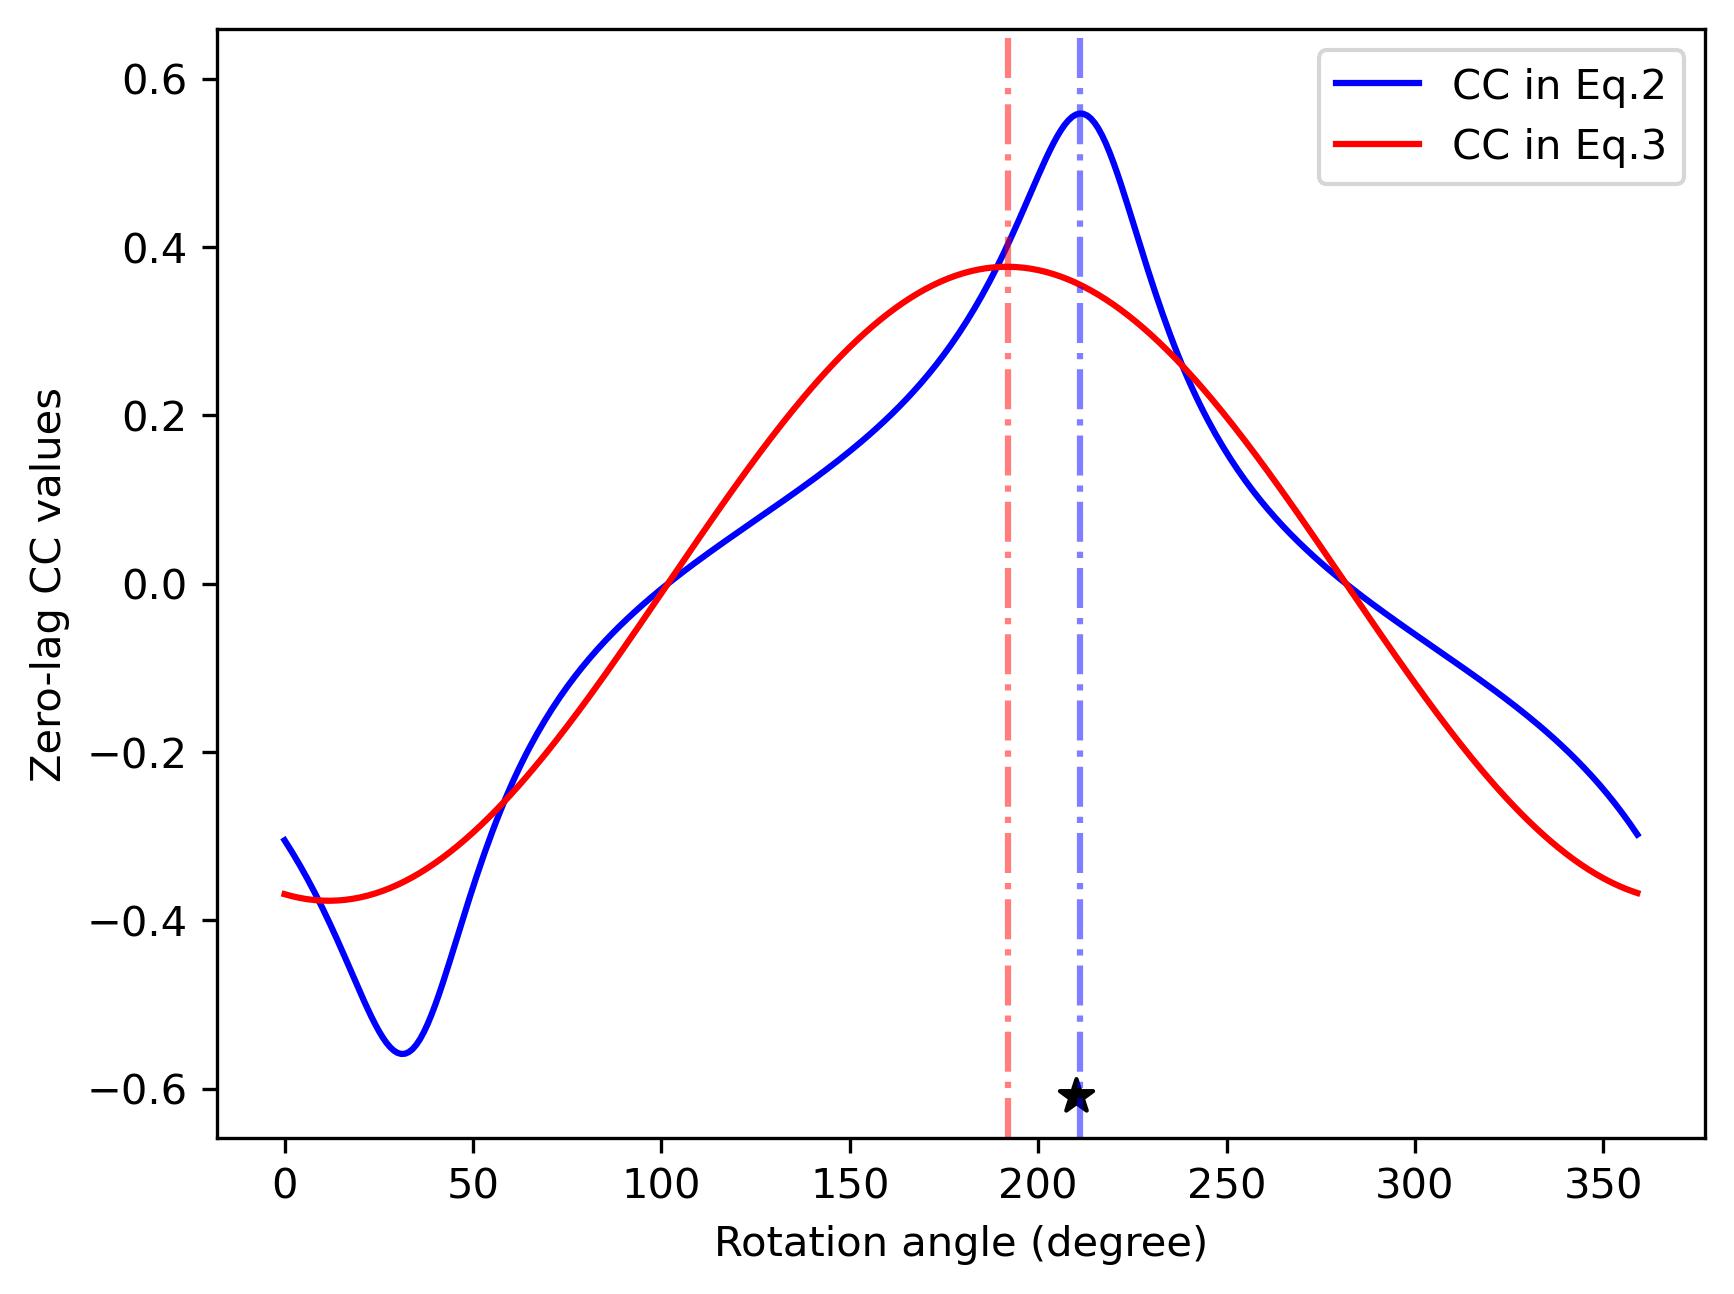 CC in Eq.2
CC in Eq.3
Zero-lag CC values
0.6
0.4
0.2
0.0
−0.2
−0.4
−0.6
0 50 100 150 200 250 300 350
Rotation angle (degree)